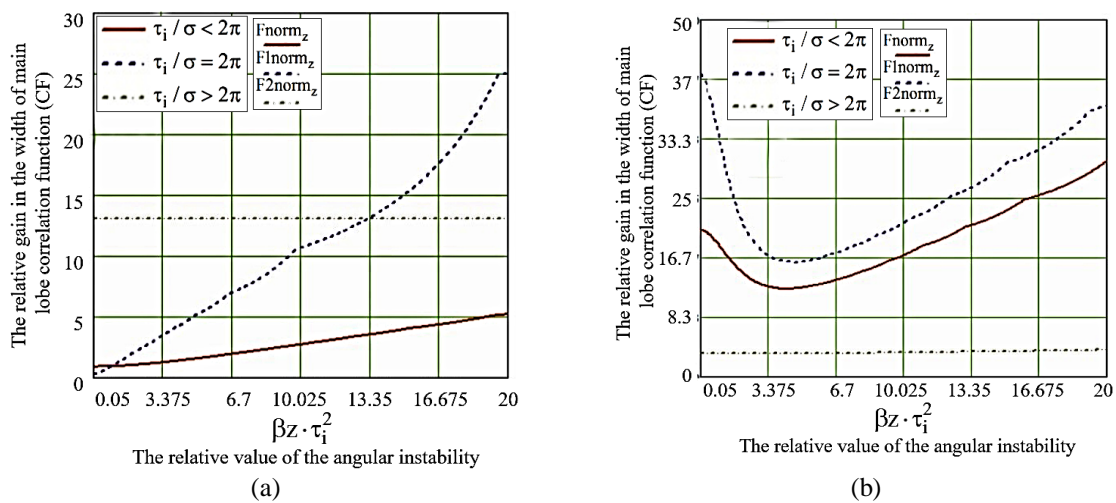 The relative gain in the width of main
lobe correlation function (CF)
30
25
20
15
10
5
0
τi / σ < 2π
τi / σ = 2π
τi / σ > 2π
Fnormz
F1normz
F2normz
0.05 3.375 6.7 10.025 13.35 16.675 20
βz · τi²
The relative value of the angular instability
(a)
The relative gain in the width of main
lobe correlation function (CF)
50
37
33.3
25
16.7
8.3
0
τi / σ < 2π
τi / σ = 2π
τi / σ > 2π
Fnormz
F1normz
F2normz
0.05 3.375 6.7 10.025 13.35 16.675 20
βz · τi²
The relative value of the angular instability
(b)